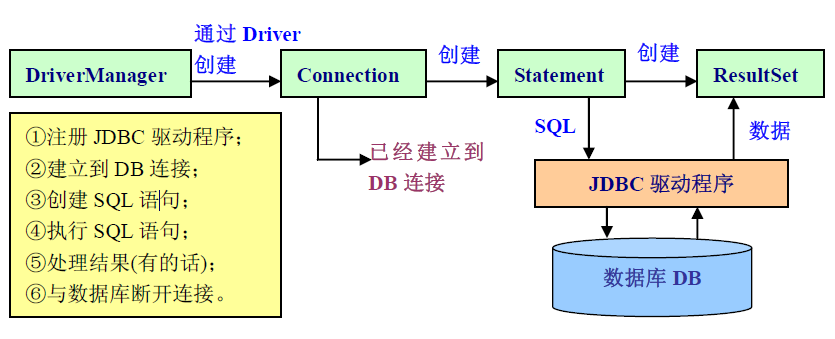 通过 Driver
创建
创建
创建
DriverManager
Connection
Statement
ResultSet
SQL
数据
①注册 JDBC 驱动程序;
②建立到 DB 连接;
③创建 SQL 语句;
④执行 SQL 语句;
⑤处理结果(有的话);
⑥与数据库断开连接。
已经建立到
DB 连接
JDBC 驱动程序
数据库 DB